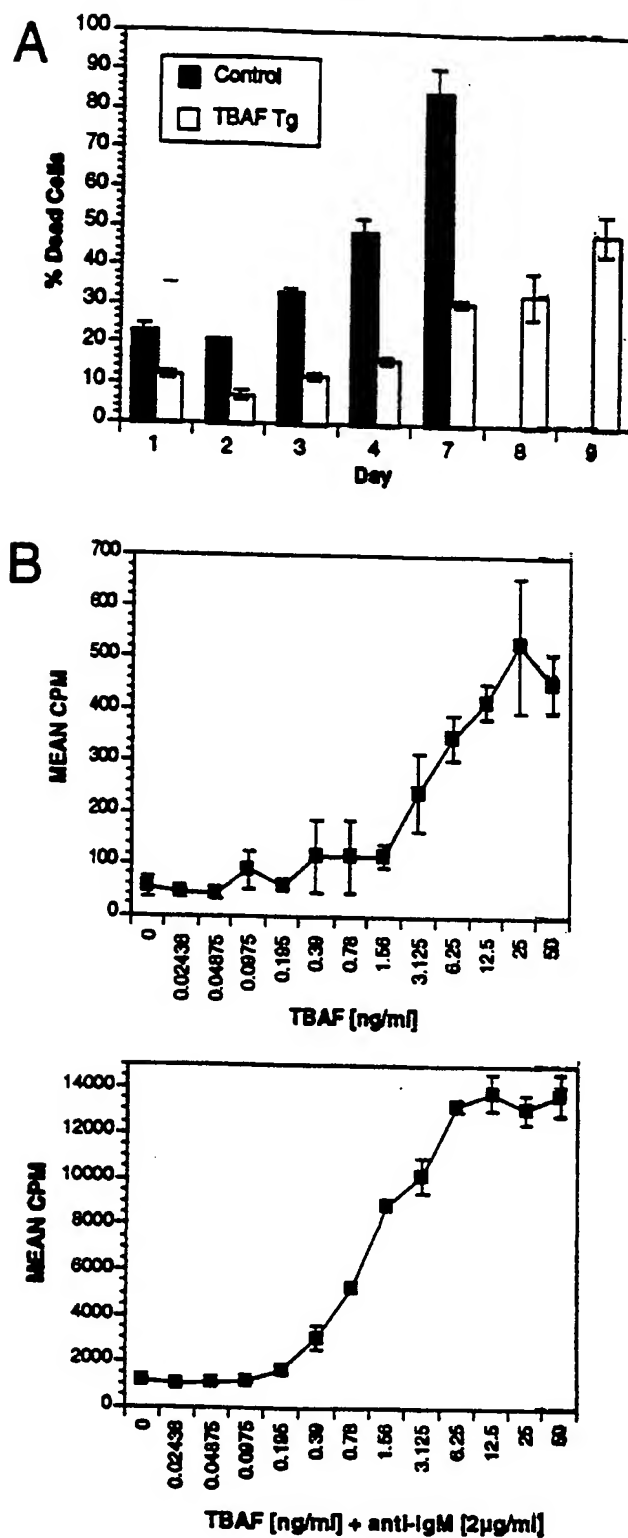 A
100
90
80
70
60
50
40
30
20
10
0
% Dead Cells
Control
TBAF Tg
1 2 3 4 7 8 9
Day
B
700
600
500
400
300
200
100
0
MEAN CPM
0 0.02438 0.04875 0.0975 0.195 0.39 0.78 1.56 3.125 6.25 12.5 25 50
TBAF [ng/ml]
14000
12000
10000
8000
6000
4000
2000
0
MEAN CPM
0 0.02438 0.04875 0.0975 0.195 0.39 0.78 1.56 3.125 6.25 12.5 25 50
TBAF [ng/ml] + anti-IgM [2µg/ml]